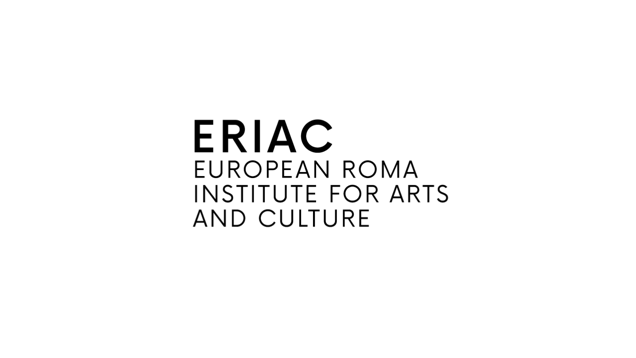 ERIAC
EUROPEAN ROMA
INSTITUTE FOR ARTS
AND CULTURE